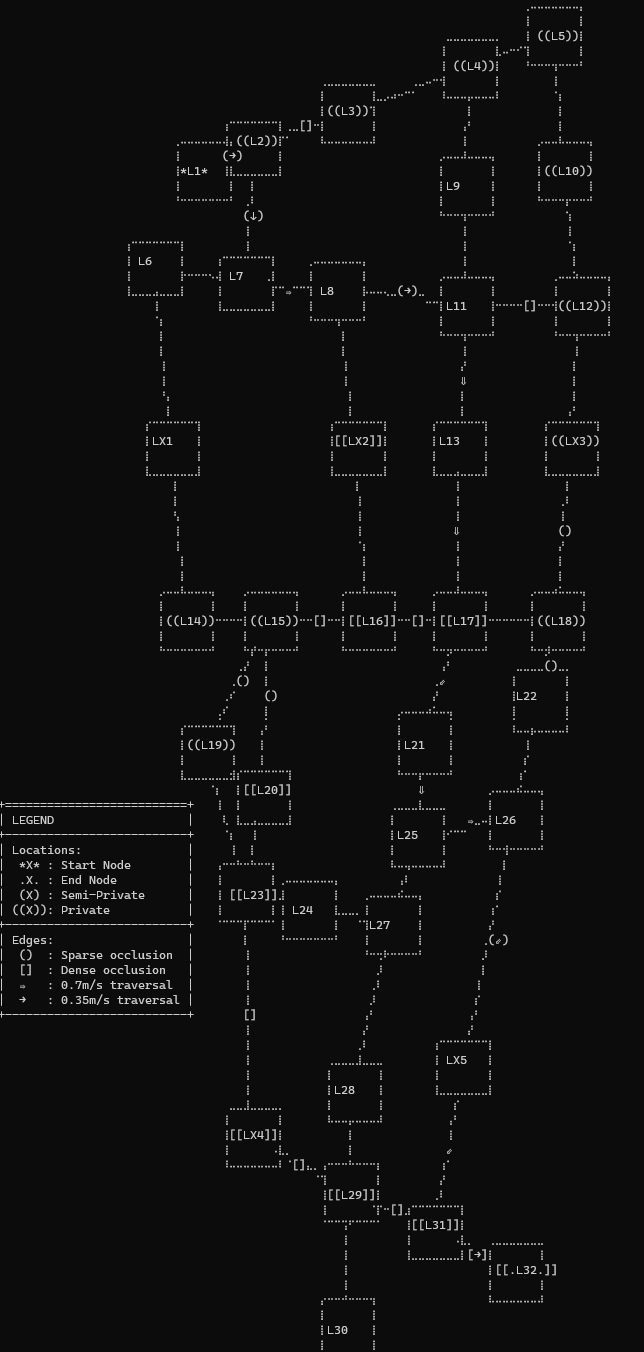 ((L5))
((L4))
((L3))
[]
((L2))
(→)
*L1*
((L10))
L9
(↓)
L6
L7
L8
⇒
(→)
L11
[]
((L12))
⇓
LX1
[[LX2]]
L13
((LX3))
⇓
()
((L14))
((L15))
[]
[[L16]]
[]
[[L17]]
((L18))
()
()
()
⇙
L22
((L19))
L21
[[L20]]
⇓
L25
⇒
L26
[[L23]]
L24
L27
(⇙)
[]
LX5
L28
[[LX4]]
⇙
[]
[[L29]]
[]
[[L31]]
[→]
[[.L32.]]
L30
LEGEND
Locations:
*X* : Start Node
.X. : End Node
(X) : Semi-Private
((X)): Private
Edges:
() : Sparse occlusion
[] : Dense occlusion
⇒ : 0.7m/s traversal
→ : 0.35m/s traversal